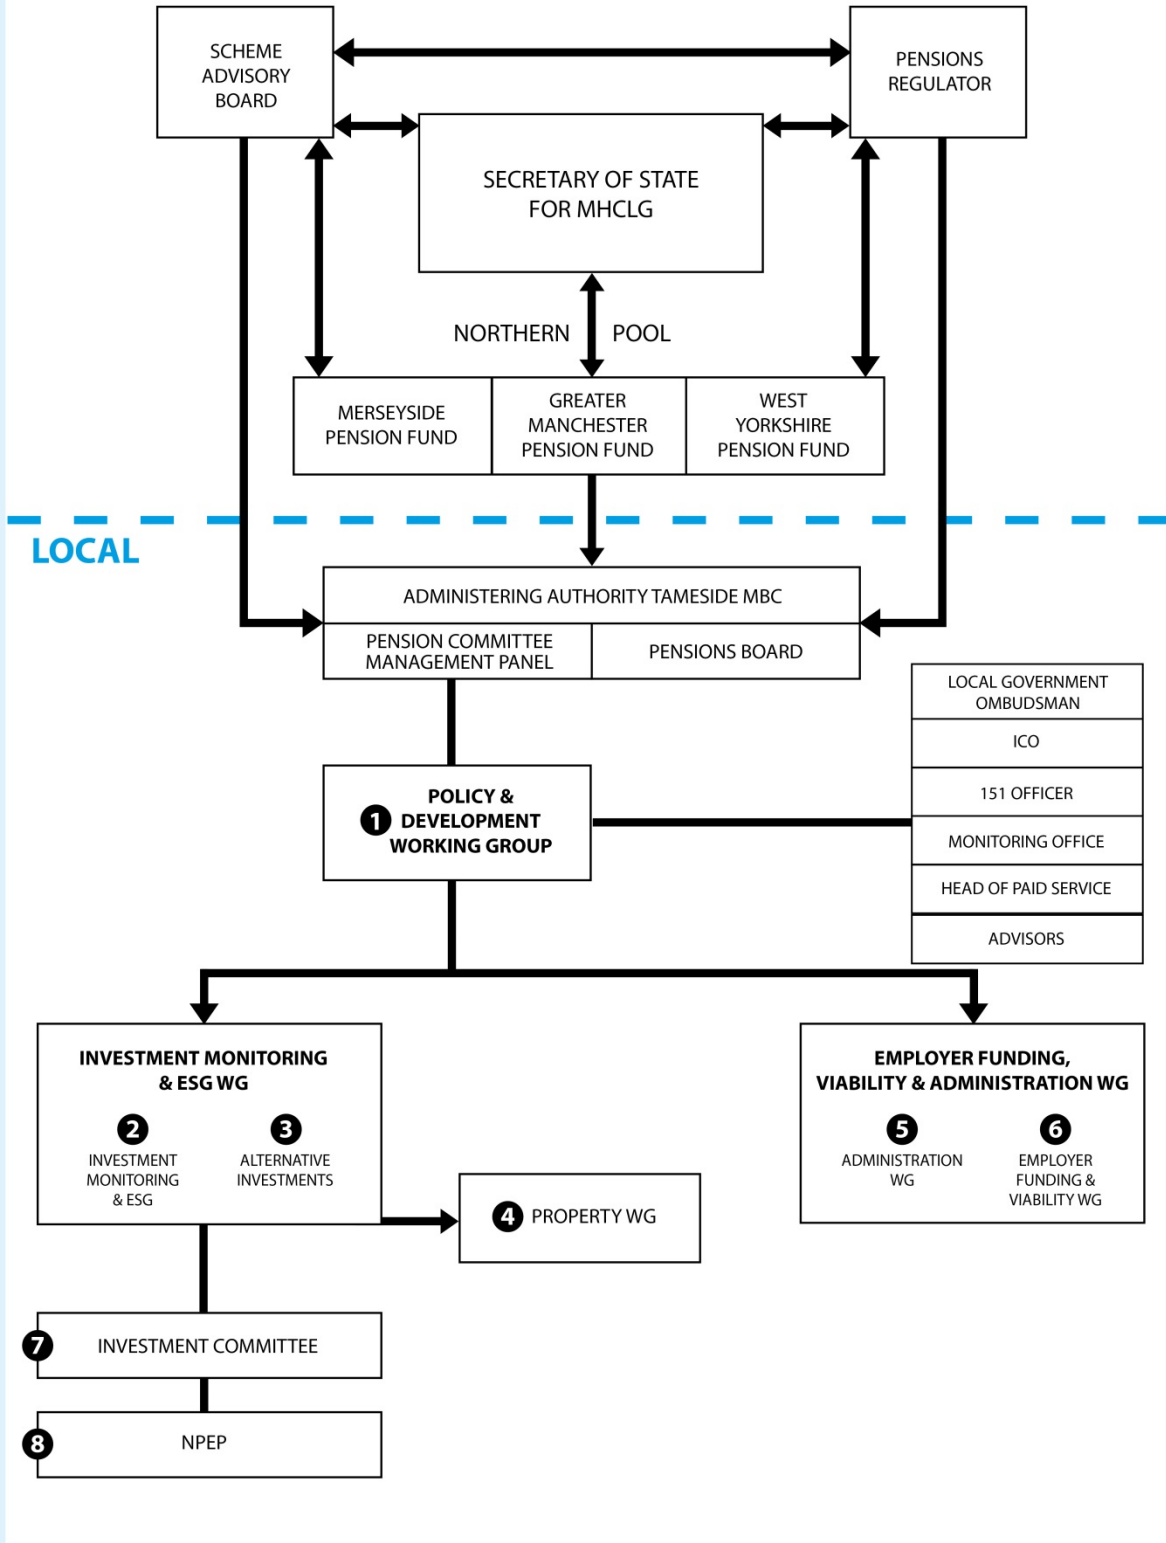 SCHEME
ADVISORY
BOARD
PENSIONS
REGULATOR
SECRETARY OF STATE
FOR MHCLG
NORTHERN POOL
MERSEYSIDE
PENSION FUND
GREATER
MANCHESTER
PENSION FUND
WEST
YORKSHIRE
PENSION FUND
LOCAL
ADMINISTERING AUTHORITY TAMESIDE MBC
PENSION COMMITTEE
MANAGEMENT PANEL
PENSIONS BOARD
LOCAL GOVERNMENT
OMBUDSMAN
ICO
151 OFFICER
MONITORING OFFICE
HEAD OF PAID SERVICE
ADVISORS
1
POLICY &
DEVELOPMENT
WORKING GROUP
INVESTMENT MONITORING
& ESG WG
2
INVESTMENT
MONITORING
& ESG
3
ALTERNATIVE
INVESTMENTS
4 PROPERTY WG
EMPLOYER FUNDING,
VIABILITY & ADMINISTRATION WG
5
ADMINISTRATION
WG
6
EMPLOYER
FUNDING &
VIABILITY WG
7 INVESTMENT COMMITTEE
8 NPEP